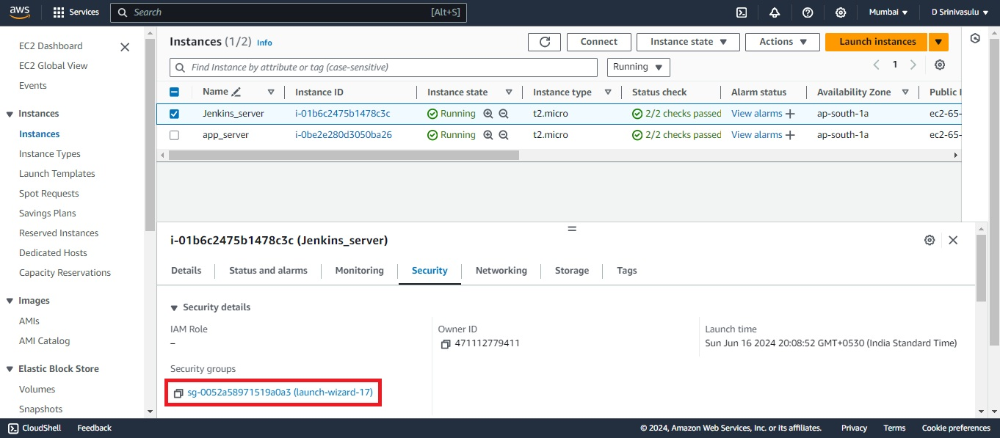 aws Services Search [Alt+S] Mumbai D Srinivasulu
EC2 Dashboard
EC2 Global View
Events
Instances
Instances
Instance Types
Launch Templates
Spot Requests
Savings Plans
Reserved Instances
Dedicated Hosts
Capacity Reservations
Images
AMIs
AMI Catalog
Elastic Block Store
Volumes
Snapshots
Instances (1/2) Info Connect Instance state Actions Launch instances
Find Instance by attribute or tag (case-sensitive) Running 1
Name Instance ID Instance state Instance type Status check Alarm status Availability Zone Public I
Jenkins_server i-01b6c2475b1478c3c Running t2.micro 2/2 checks passed View alarms ap-south-1a ec2-65-
app_server i-0be2e280d3050ba26 Running t2.micro 2/2 checks passed View alarms ap-south-1a ec2-65-
i-01b6c2475b1478c3c (Jenkins_server)
Details Status and alarms Monitoring Security Networking Storage Tags
Security details
IAM Role
–
Owner ID
471112779411
Launch time
Sun Jun 16 2024 20:08:52 GMT+0530 (India Standard Time)
Security groups
sg-0052a58971519a0a3 (launch-wizard-17)
CloudShell Feedback © 2024, Amazon Web Services, Inc. or its affiliates. Privacy Terms Cookie preferences